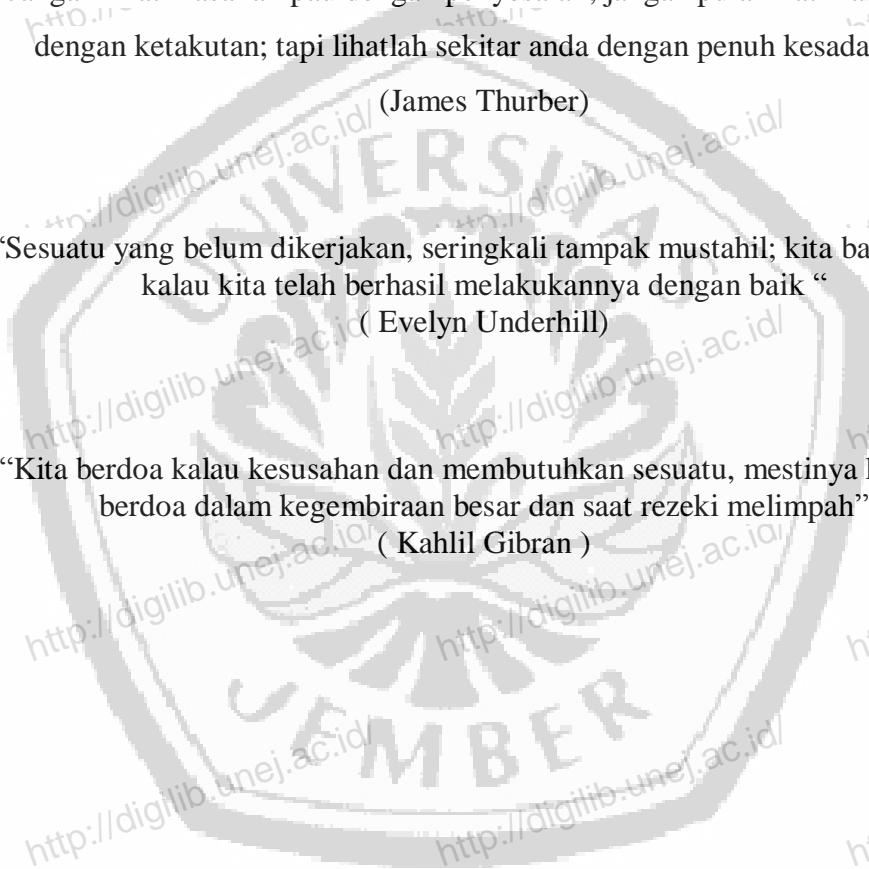 dengan ketakutan; tapi lihatlah sekitar anda dengan penuh
(James Thurber)
“Sesuatu yang belum dikerjakan, seringkali tampak mustahil; kita
kalau kita telah berhasil melakukannya dengan baik “
( Evelyn Underhill)
“Kita berdoa kalau kesusahan dan membutuhkan sesuatu, mestinya
berdoa dalam kegembiraan besar dan saat rezeki melimpah”
( Kahlil Gibran )
UNIVERSITAS
JEMBER
http://digilib.unej.ac.id/
http://digilib.unej.ac.id/
http://digilib.unej.ac.id/
http://digilib.unej.ac.id/
http://digilib.unej.ac.id/
http://digilib.unej.ac.id/
http://digilib.unej.ac.id/
http://digilib.unej.ac.id/